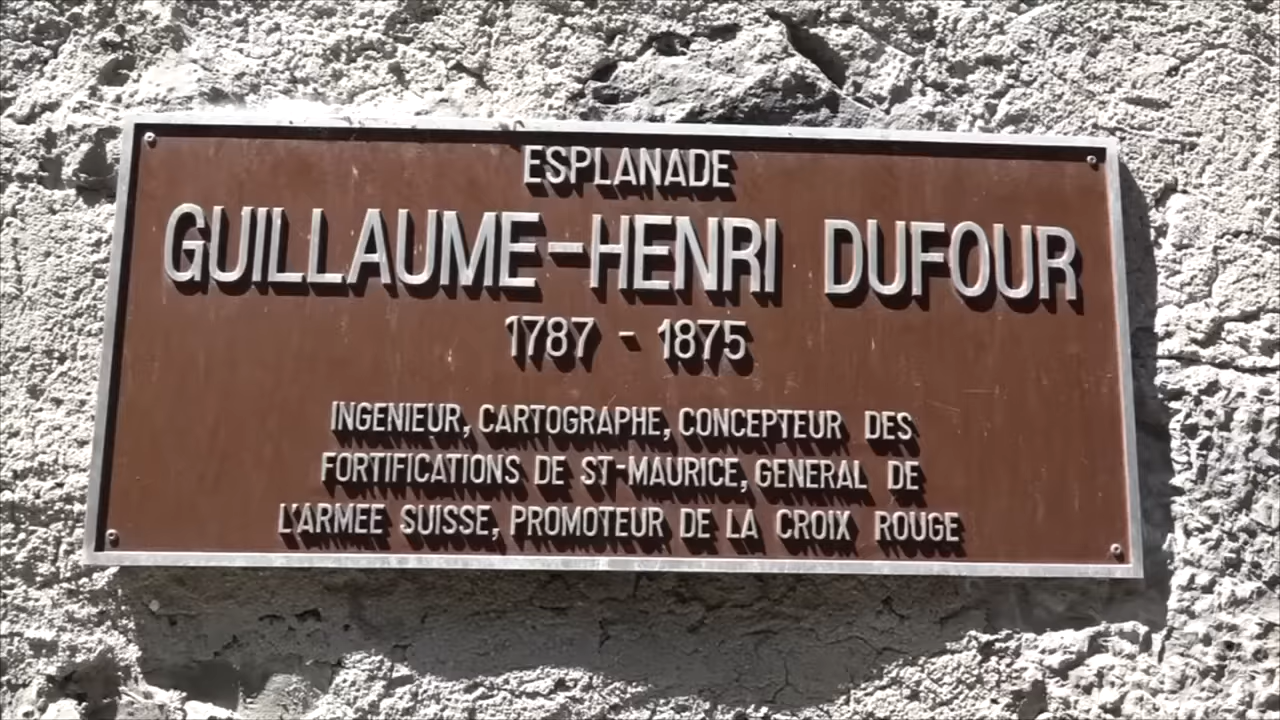 ESPLANADE
GUILLAUME-HENRI DUFOUR
1787 - 1875
INGENIEUR, CARTOGRAPHE, CONCEPTEUR DES
FORTIFICATIONS DE ST-MAURICE, GENERAL DE
L'ARMEE SUISSE, PROMOTEUR DE LA CROIX ROUGE